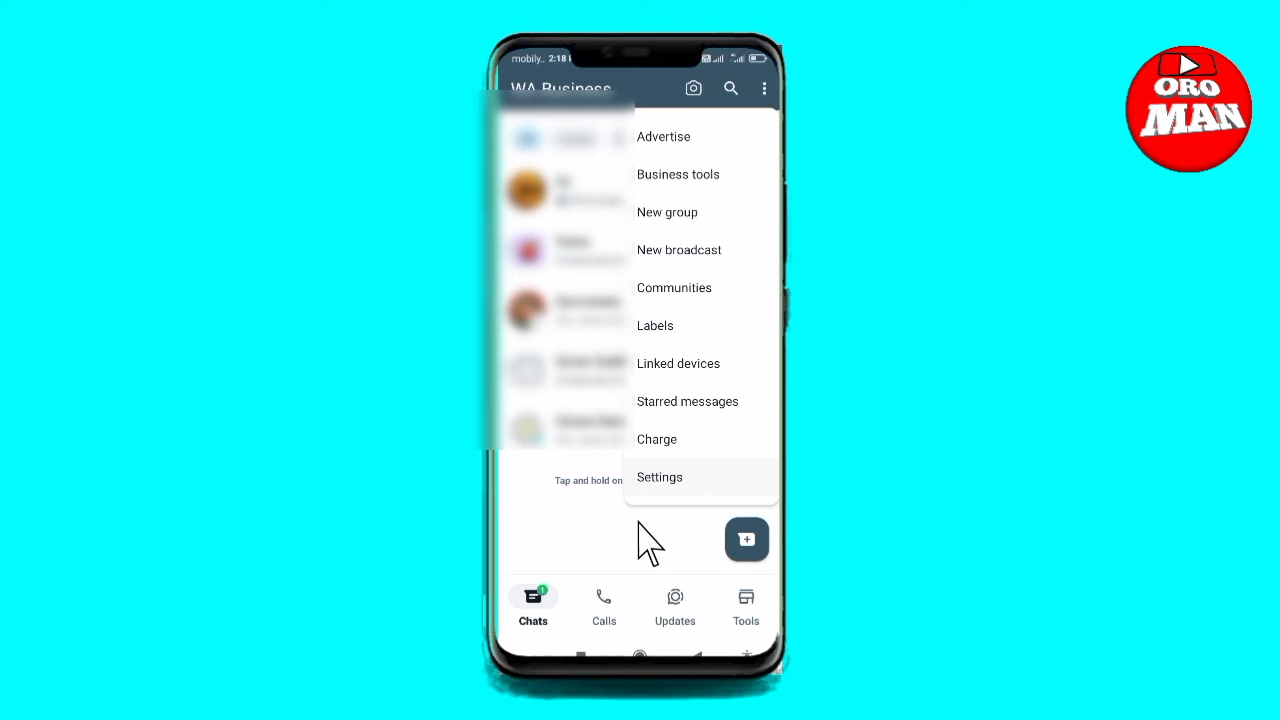 mobily.. 2:18
WA Business
Advertise
Business tools
New group
New broadcast
Communities
Labels
Linked devices
Starred messages
Charge
Settings
Tap and hold on
1
Chats
Calls
Updates
Tools
ORO
MAN